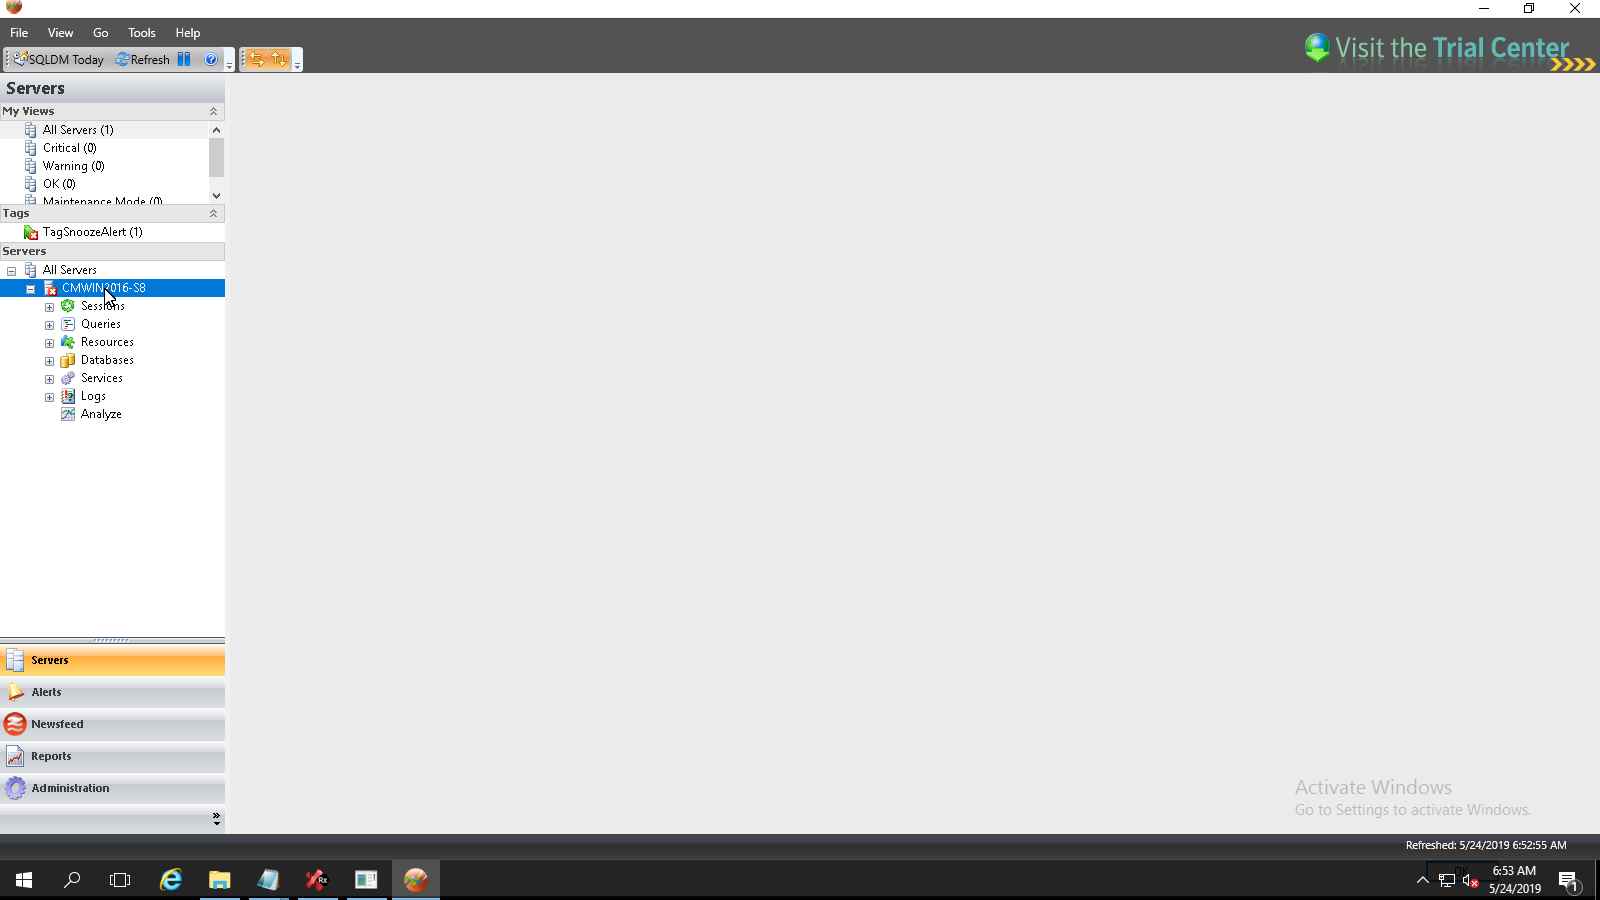 File View Go Tools Help
SQLDM Today Refresh
Visit the Trial Center
Servers
My Views
All Servers (1)
Critical (0)
Warning (0)
OK (0)
Maintenance Mode (0)
Tags
TagSnoozeAlert (1)
Servers
All Servers
CMWIN2016-S8
Sessions
Queries
Resources
Databases
Services
Logs
Analyze
Servers
Alerts
Newsfeed
Reports
Administration
Activate Windows
Go to Settings to activate Windows.
Refreshed: 5/24/2019 6:52:55 AM
Rx
6:53 AM
5/24/2019
1